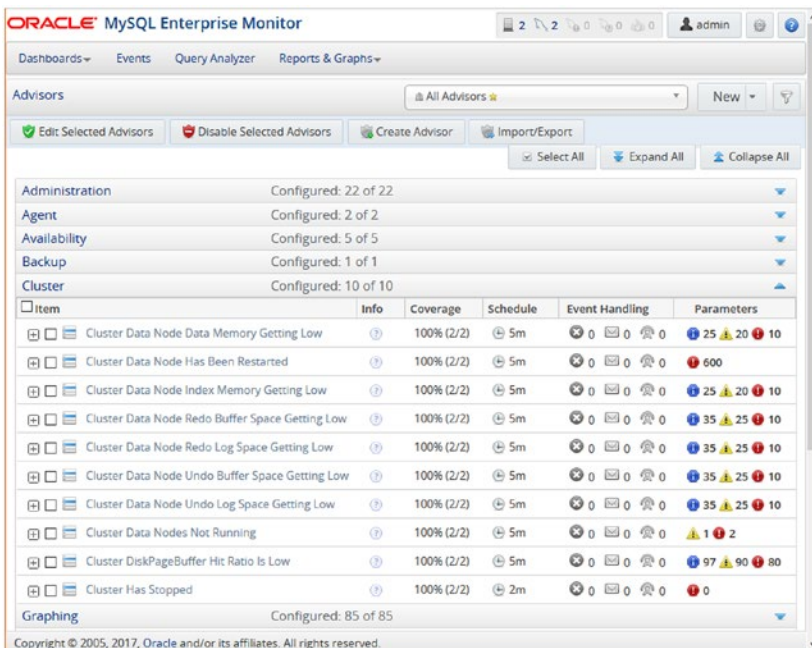 ORACLE MySQL Enterprise Monitor 2 2 0 0 0 admin
Dashboards Events Query Analyzer Reports & Graphs
Advisors All Advisors New
Edit Selected Advisors Disable Selected Advisors Create Advisor Import/Export
Select All Expand All Collapse All
Administration Configured: 22 of 22
Agent Configured: 2 of 2
Availability Configured: 5 of 5
Backup Configured: 1 of 1
Cluster Configured: 10 of 10
Item Info Coverage Schedule Event Handling Parameters
Cluster Data Node Data Memory Getting Low 100% (2/2) 5m 0 0 0 25 20 10
Cluster Data Node Has Been Restarted 100% (2/2) 5m 0 0 0 600
Cluster Data Node Index Memory Getting Low 100% (2/2) 5m 0 0 0 25 20 10
Cluster Data Node Redo Buffer Space Getting Low 100% (2/2) 5m 0 0 0 35 25 10
Cluster Data Node Redo Log Space Getting Low 100% (2/2) 5m 0 0 0 35 25 10
Cluster Data Node Undo Buffer Space Getting Low 100% (2/2) 5m 0 0 0 35 25 10
Cluster Data Node Undo Log Space Getting Low 100% (2/2) 5m 0 0 0 35 25 10
Cluster Data Nodes Not Running 100% (2/2) 5m 0 0 0 1 2
Cluster DiskPageBuffer Hit Ratio Is Low 100% (2/2) 5m 0 0 0 97 90 80
Cluster Has Stopped 100% (2/2) 2m 0 0 0 0
Graphing Configured: 85 of 85
Copyright © 2005, 2017, Oracle and/or its affiliates. All rights reserved.